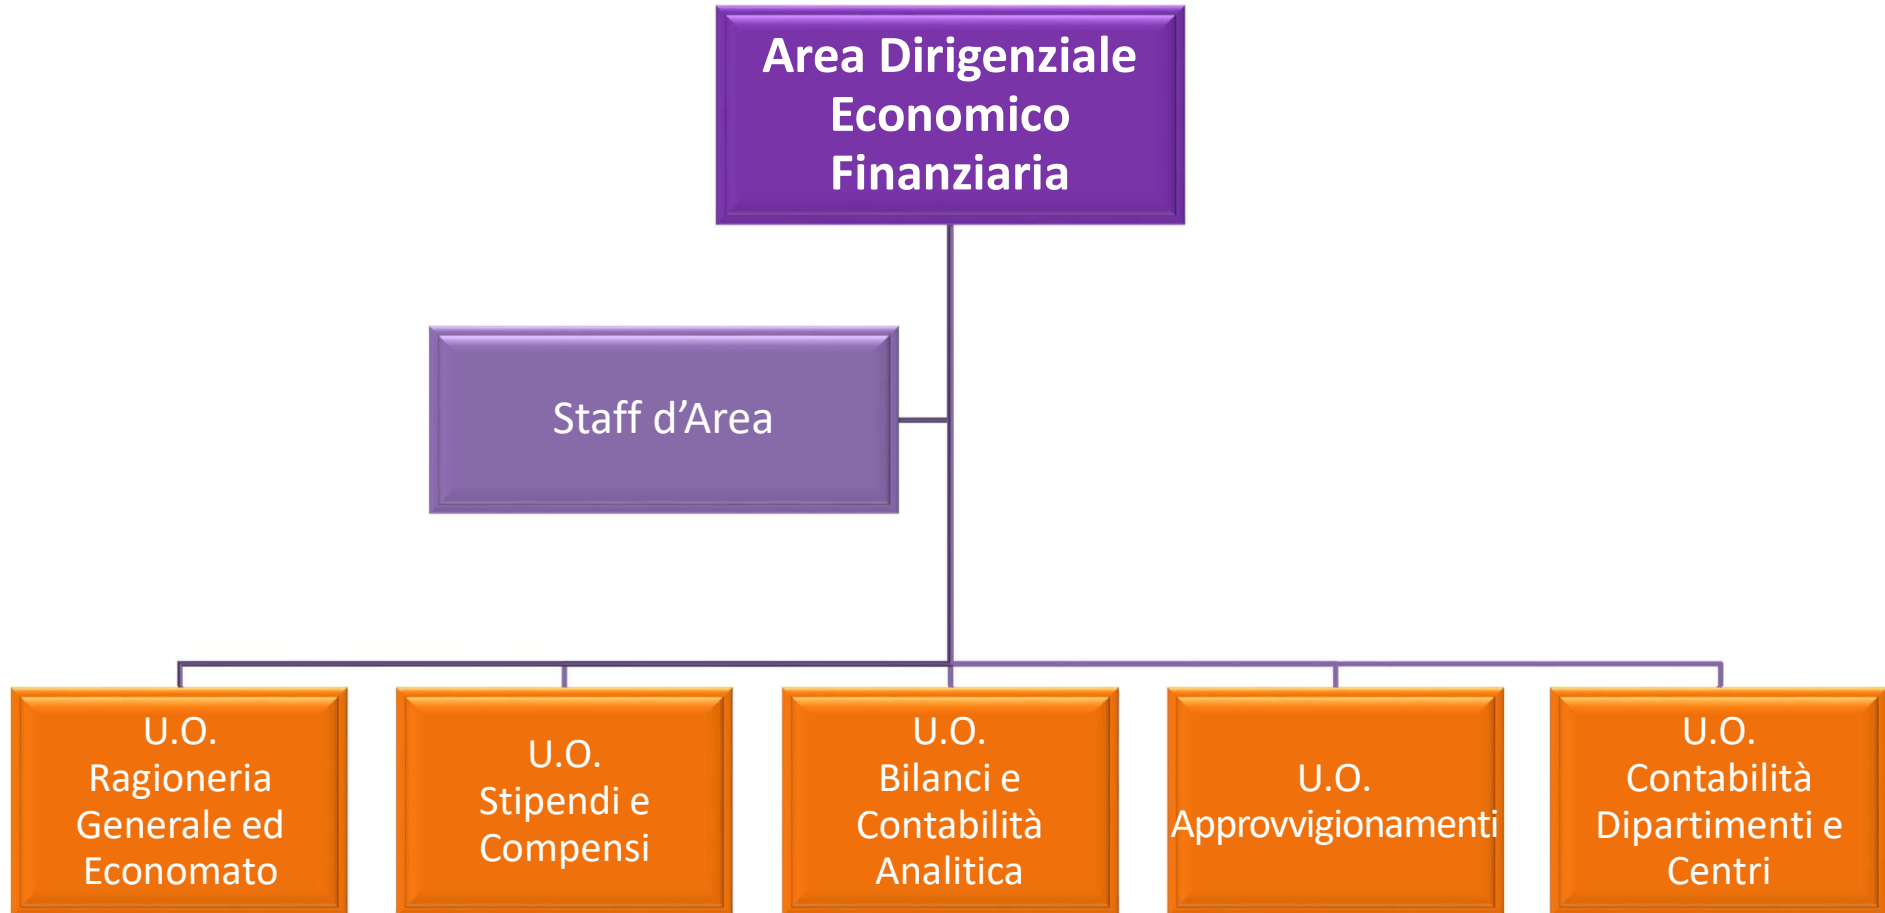 Area Dirigenziale
Economico
Finanziaria
Staff d’Area
U.O.
Ragioneria
Generale ed
Economato
U.O.
Stipendi e
Compensi
U.O.
Bilanci e
Contabilità
Analitica
U.O.
Approvvigionamenti
U.O.
Contabilità
Dipartimenti e
Centri